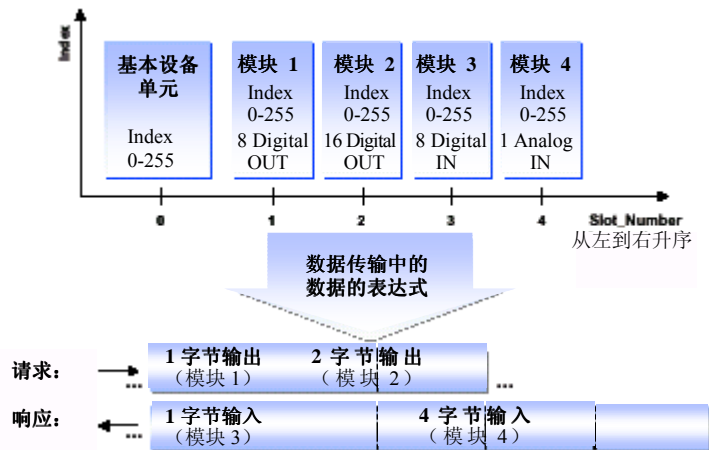 Index
基本设备
单元
Index
0-255
模块 1
Index
0-255
8 Digital
OUT
模块 2
Index
0-255
16 Digital
OUT
模块 3
Index
0-255
8 Digital
IN
模块 4
Index
0-255
1 Analog
IN
0 1 2 3 4 Slot_Number
从左到右升序
数据传输中的
数据的表达式
请求：
...
1 字节输出 2 字节输出
（模块 1） （模块 2）
...
响应：
...
1 字节输入 4 字节输入
（模块 3） （模块 4）